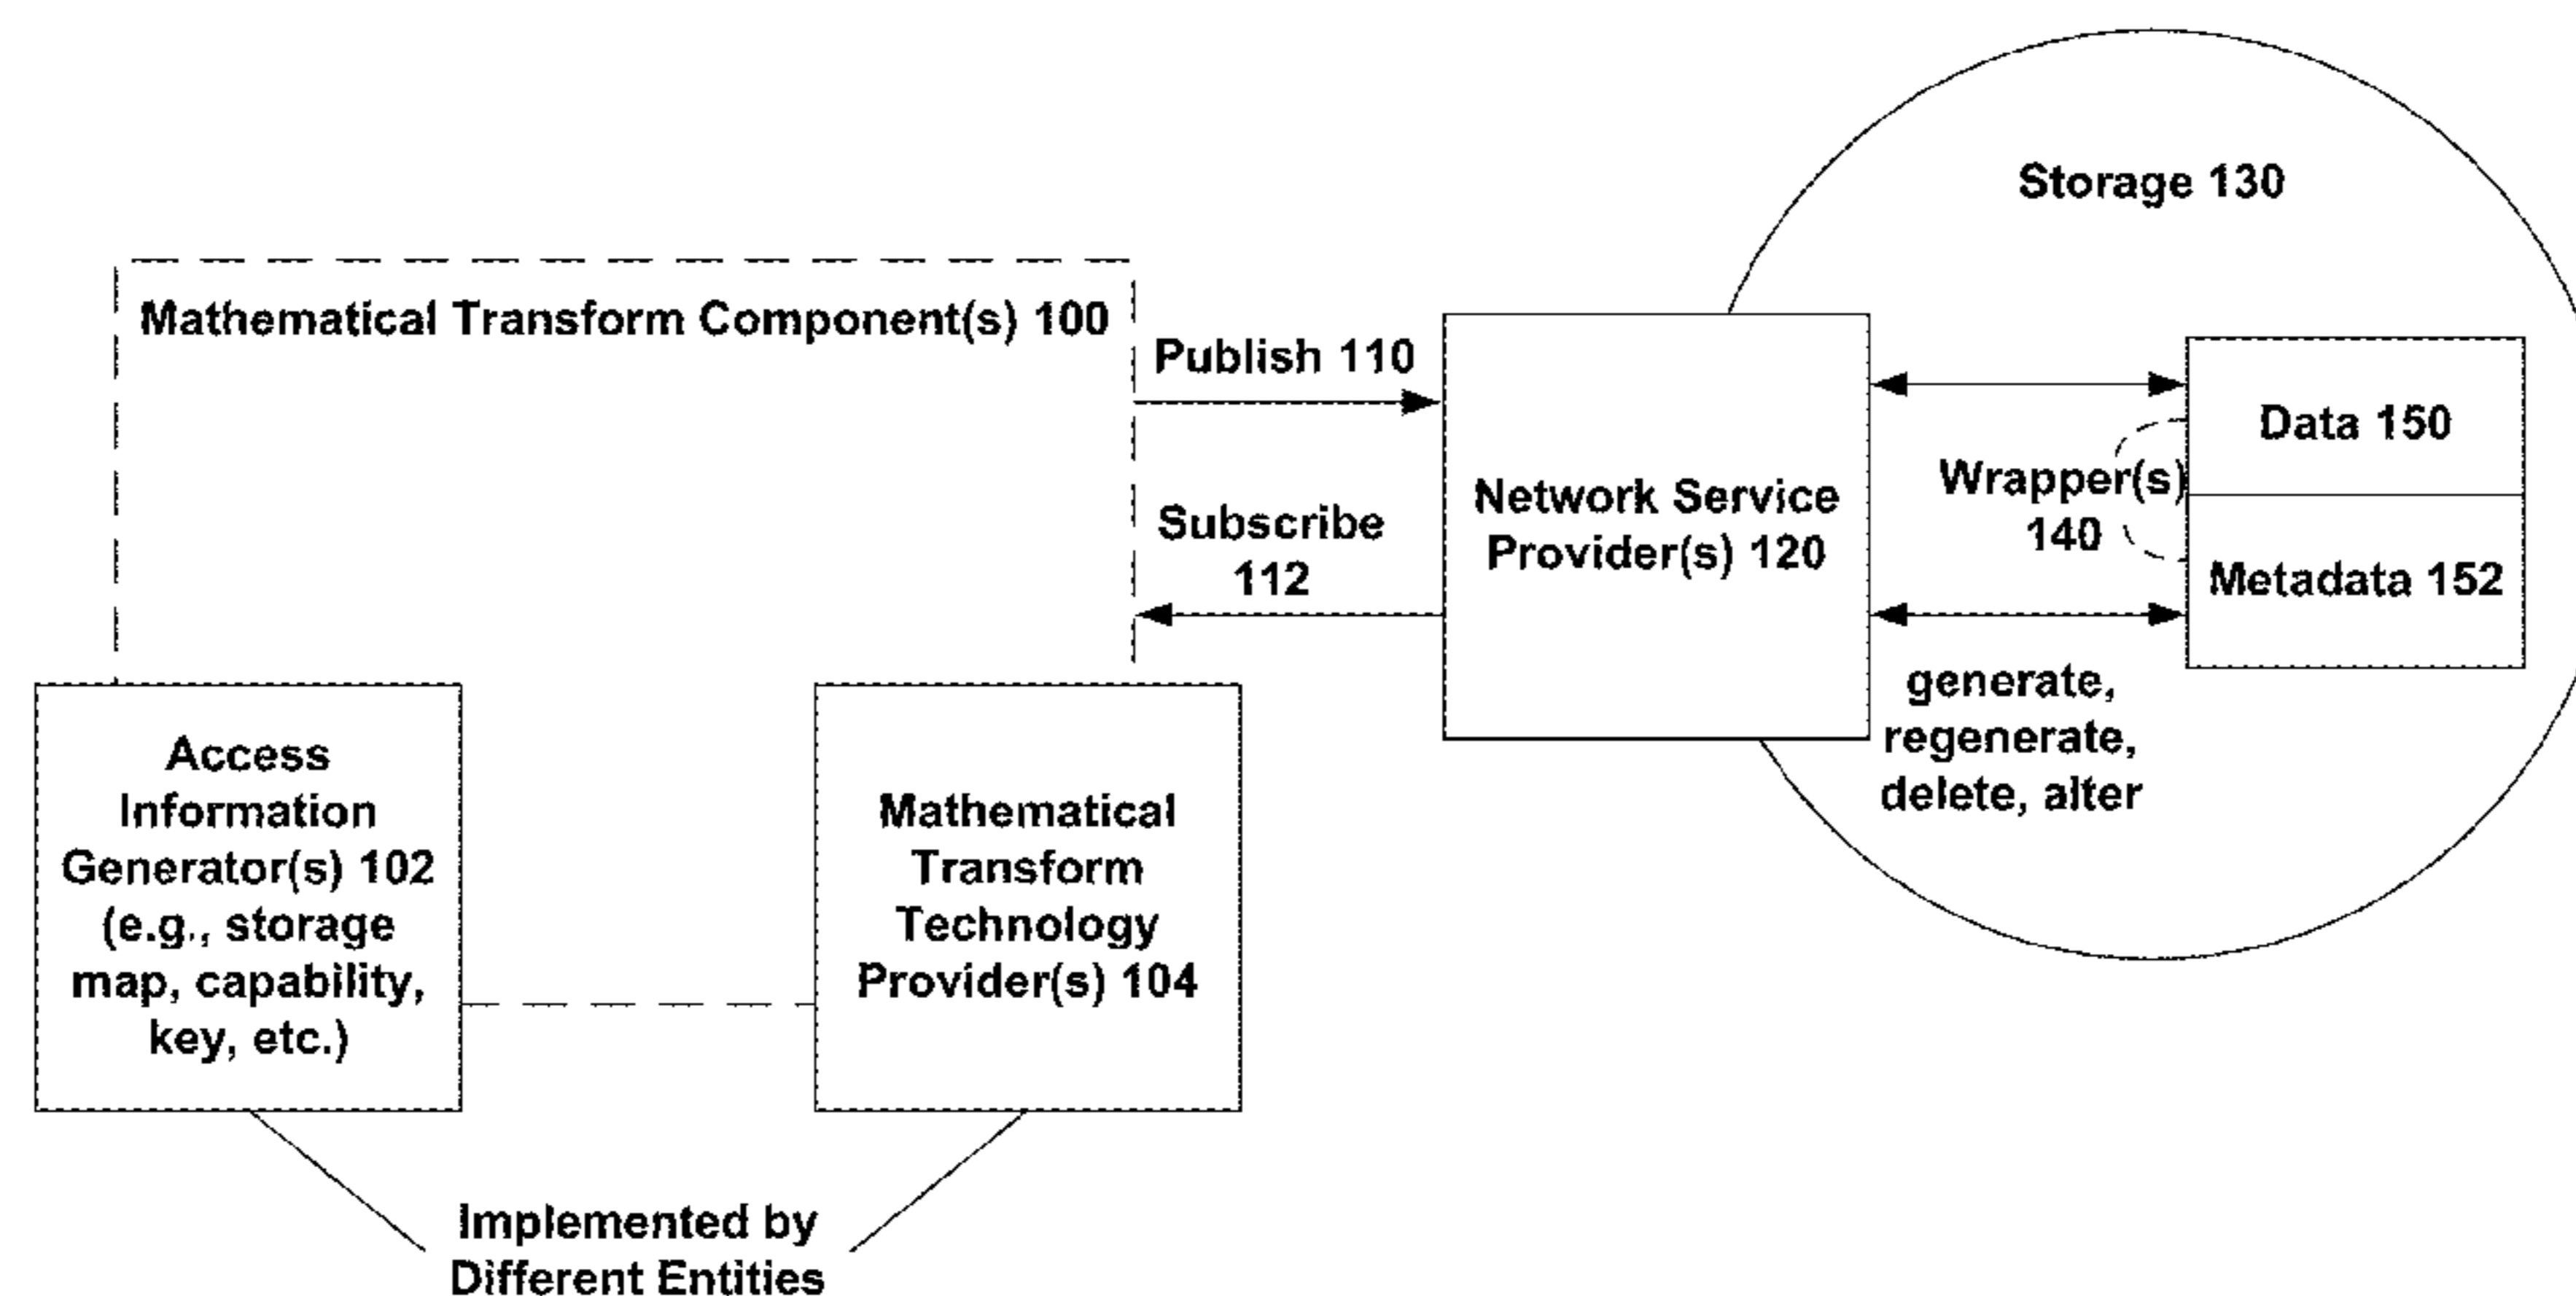 Storage 130
Mathematical Transform Component(s) 100
Publish 110
Subscribe
112
Network Service
Provider(s) 120
Data 150
Wrapper(s)
140
Metadata 152
generate,
regenerate,
delete, alter
Access
Information
Generator(s) 102
(e.g., storage
map, capability,
key, etc.)
Mathematical
Transform
Technology
Provider(s) 104
Implemented by
Different Entities